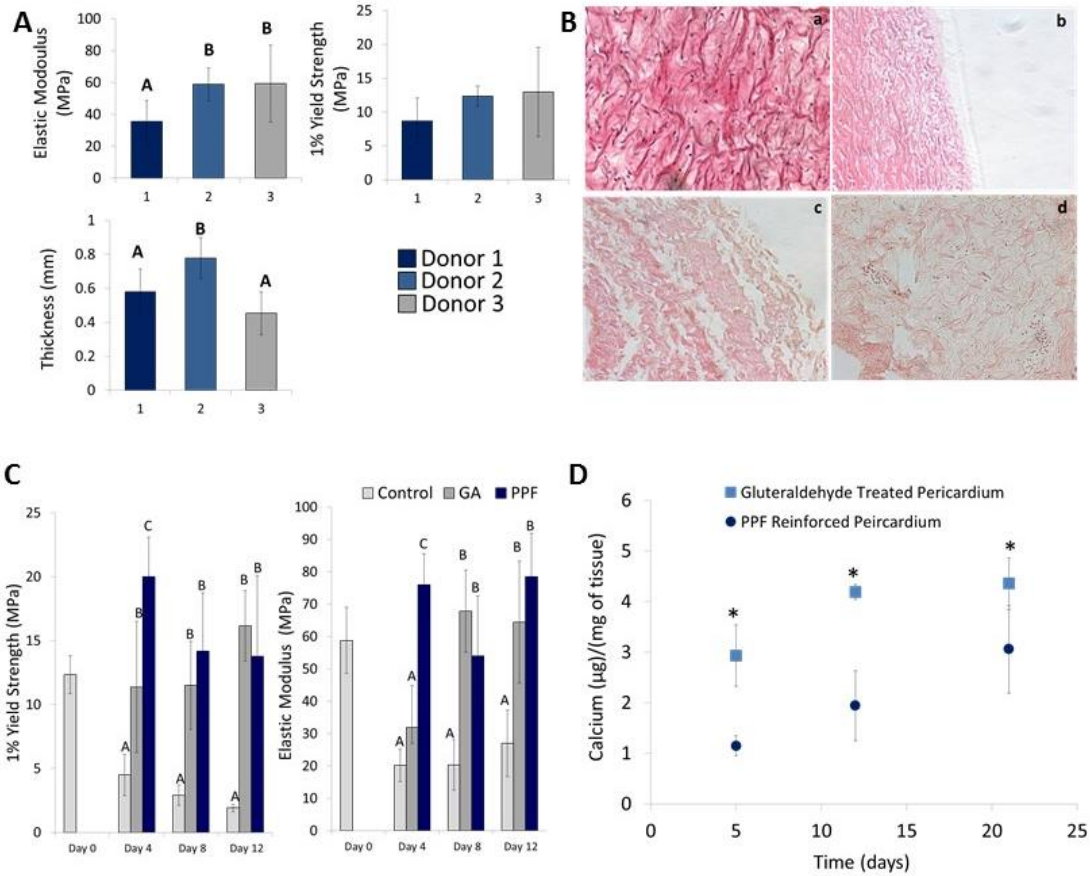 A
Elastic Modoulus
(MPa)
100
80
60
40
20
0
A
B
B
1
2
3
1% Yield Strength
(MPa)
25
20
15
10
5
0
1
2
3
Thickness (mm)
1
0.8
0.6
0.4
0.2
0
A
B
A
1
2
3
Donor 1
Donor 2
Donor 3
B
a
b
c
d
C
Control
GA
PPF
1% Yield Strength (MPa)
25
20
15
10
5
0
A
B
C
A
B
B
A
B
B
Day 0
Day 4
Day 8
Day 12
Elastic Modulus (MPa)
100
90
80
70
60
50
40
30
20
10
0
A
A
C
A
B
B
A
B
B
Day 0
Day 4
Day 8
Day 12
D
Gluteraldehyde Treated Pericardium
PPF Reinforced Peircardium
Calcium (µg)/(mg of tissue)
6
5
4
3
2
1
0
*
*
*
0
5
10
15
20
25
Time (days)